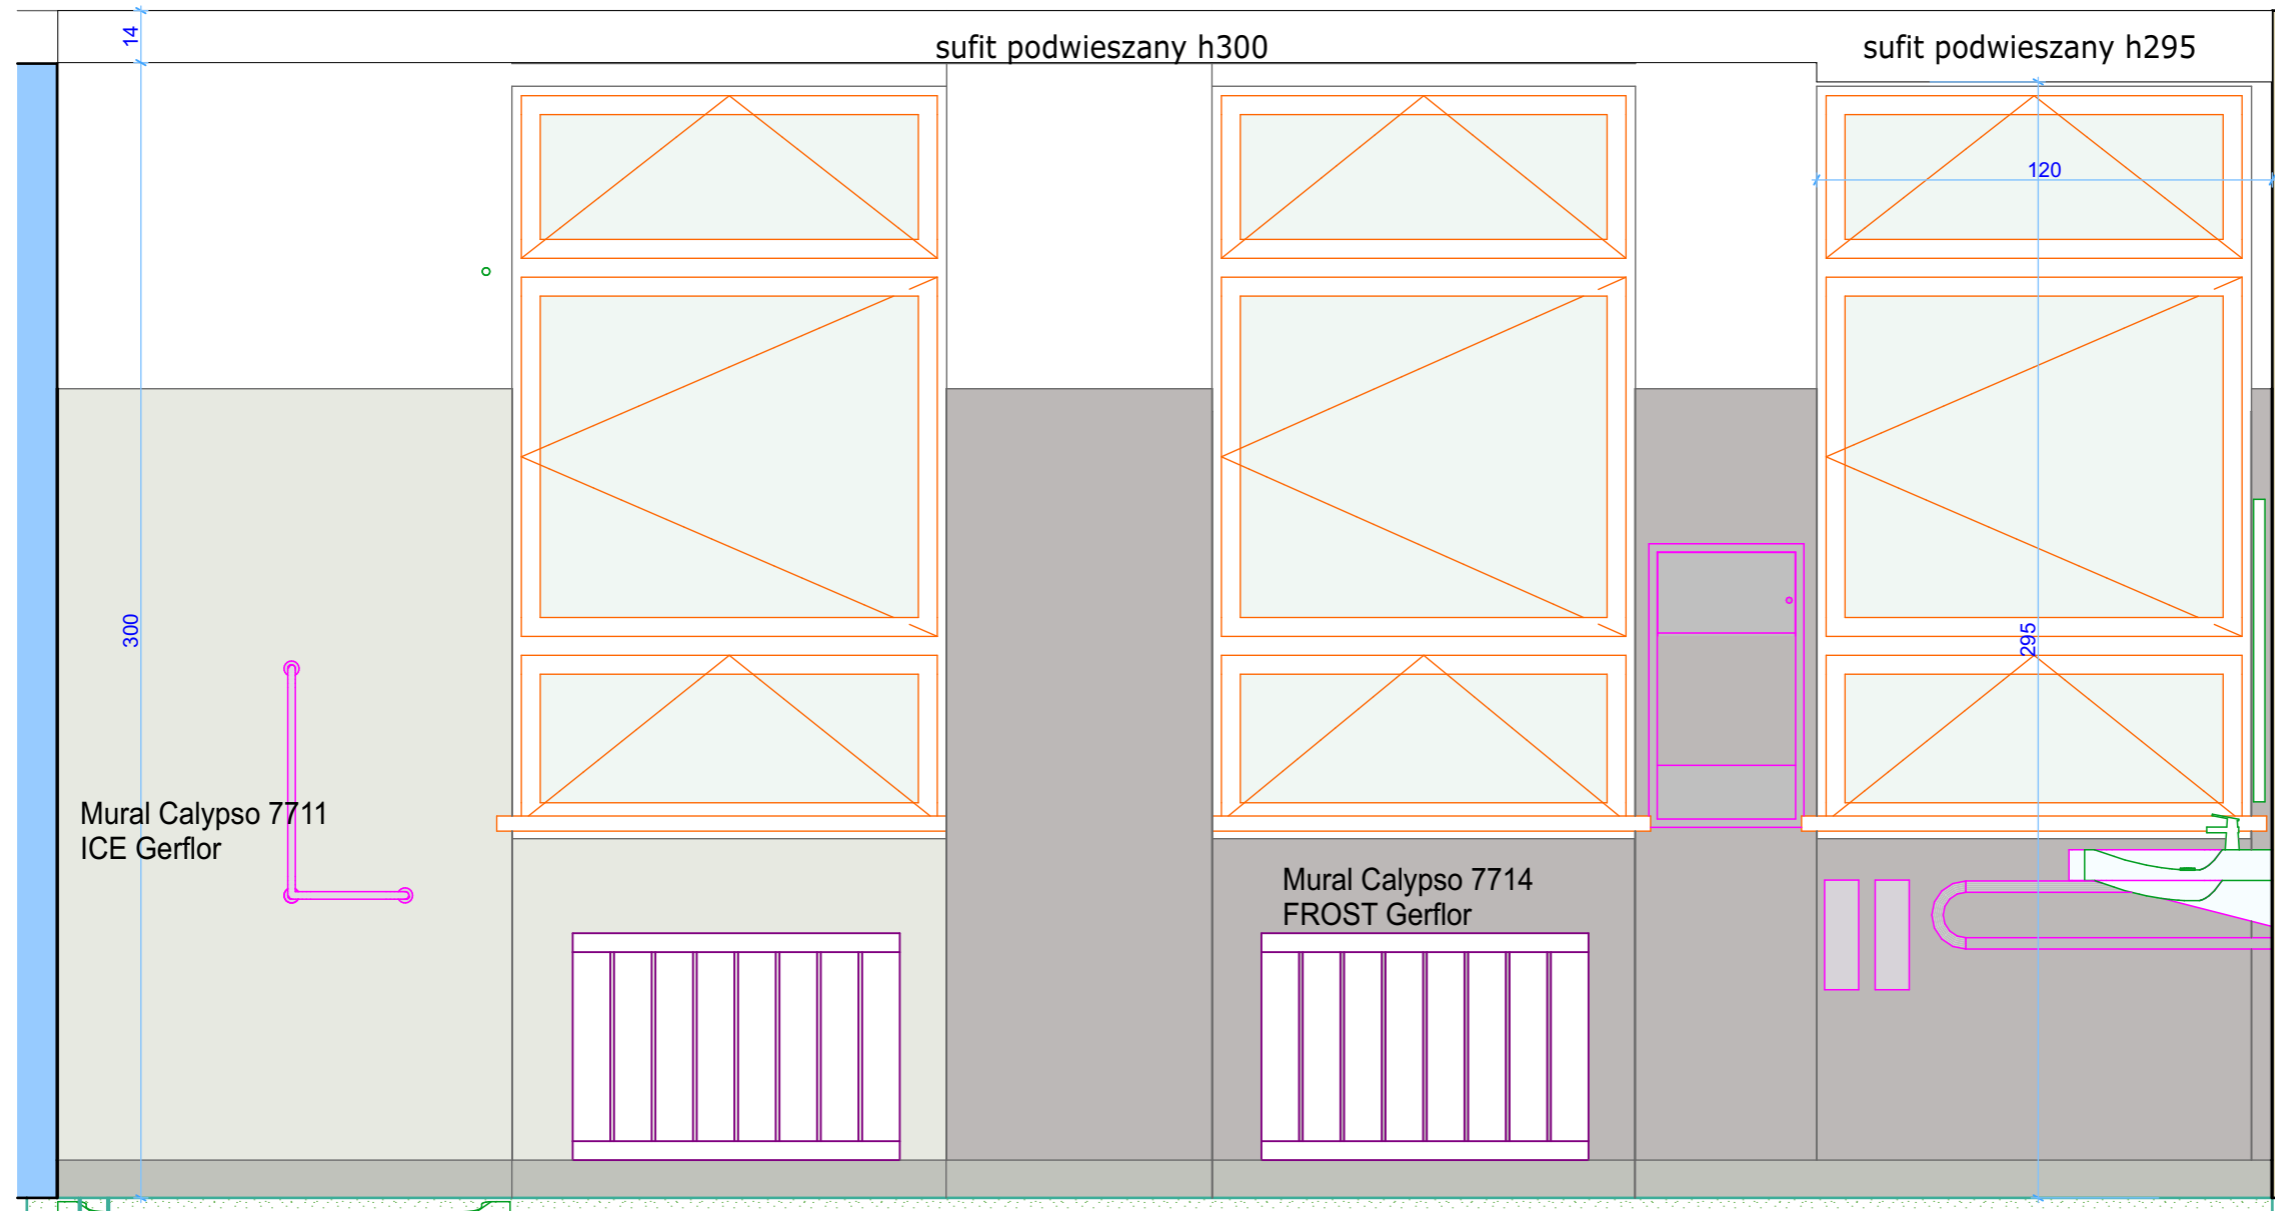 14
sufit podwieszany h300
sufit podwieszany h295
120
300
295
Mural Calypso 7711
ICE Gerflor
Mural Calypso 7714
FROST Gerflor